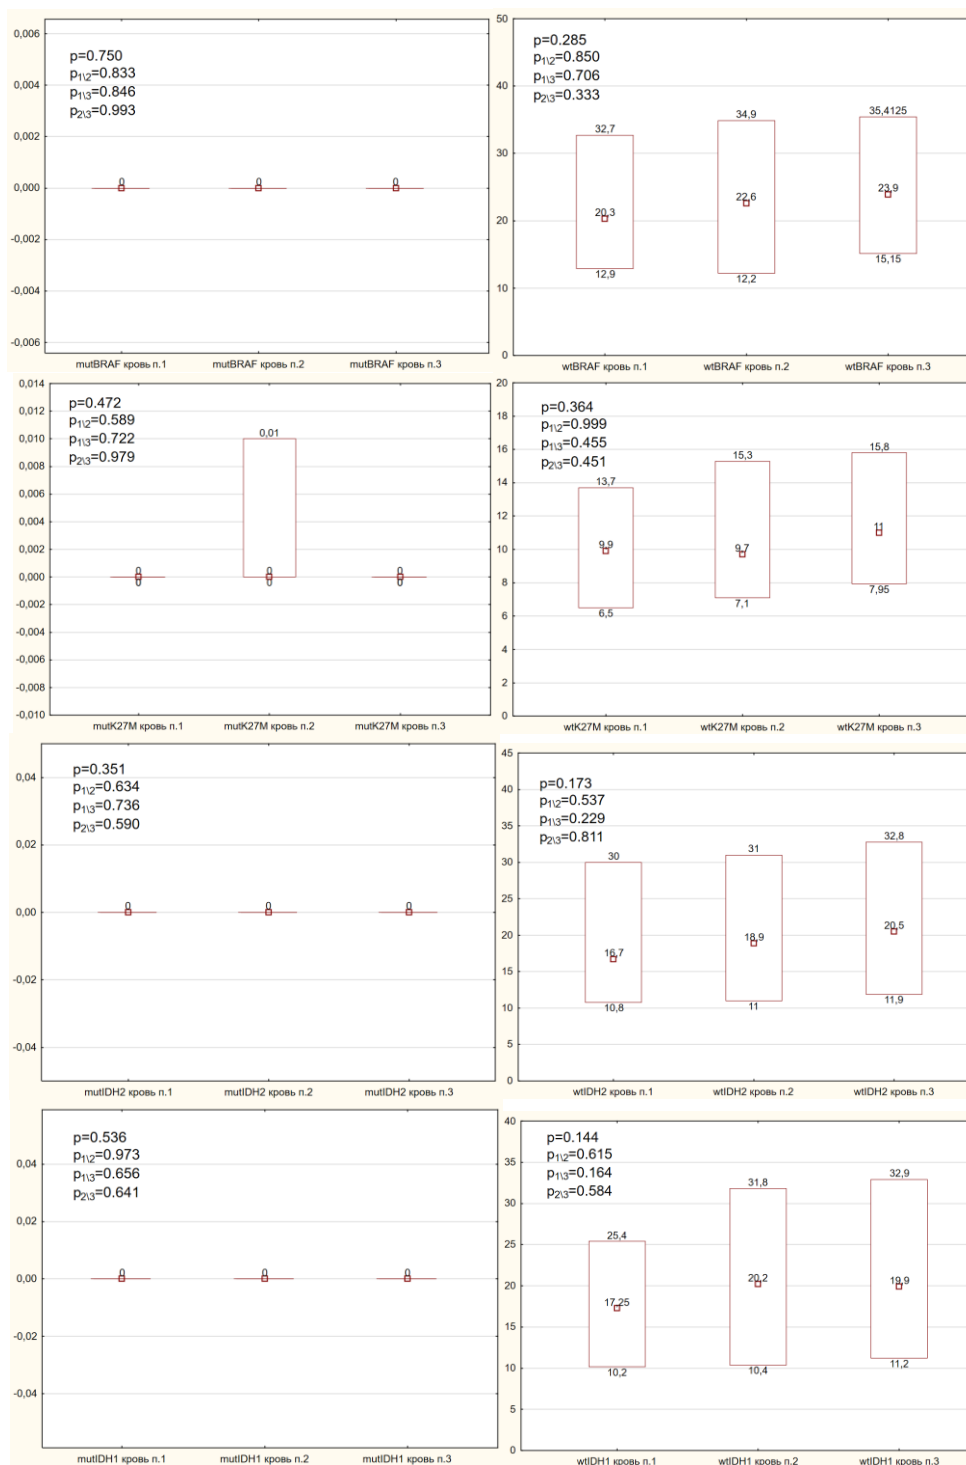 0,006
0,004
0,002
0,000
-0,002
-0,004
-0,006
p=0.750
p1\2=0.833
p1\3=0.846
p2\3=0.993
0
0
0
mutBRAF кровь п.1
mutBRAF кровь п.2
mutBRAF кровь п.3
50
40
30
20
10
0
p=0.285
p1\2=0.850
p1\3=0.706
p2\3=0.333
32,7
20,3
12,9
34,9
22,6
12,2
35,4125
23,9
15,15
wtBRAF кровь п.1
wtBRAF кровь п.2
wtBRAF кровь п.3
0,014
0,012
0,010
0,008
0,006
0,004
0,002
0,000
-0,002
-0,004
-0,006
-0,008
-0,010
p=0.472
p1\2=0.589
p1\3=0.722
p2\3=0.979
0
0
0,01
0
0
0
0
mutK27M кровь п.1
mutK27M кровь п.2
mutK27M кровь п.3
20
18
16
14
12
10
8
6
4
2
0
p=0.364
p1\2=0.999
p1\3=0.455
p2\3=0.451
13,7
9,9
6,5
15,3
9,7
7,1
15,8
11
7,95
wtK27M кровь п.1
wtK27M кровь п.2
wtK27M кровь п.3
0,04
0,02
0,00
-0,02
-0,04
p=0.351
p1\2=0.634
p1\3=0.736
p2\3=0.590
0
0
0
mutIDH2 кровь п.1
mutIDH2 кровь п.2
mutIDH2 кровь п.3
45
40
35
30
25
20
15
10
5
0
p=0.173
p1\2=0.537
p1\3=0.229
p2\3=0.811
30
16,7
10,8
31
18,9
11
32,8
20,5
11,9
wtIDH2 кровь п.1
wtIDH2 кровь п.2
wtIDH2 кровь п.3
0,04
0,02
0,00
-0,02
-0,04
p=0.536
p1\2=0.973
p1\3=0.656
p2\3=0.641
0
0
0
mutIDH1 кровь п.1
mutIDH1 кровь п.2
mutIDH1 кровь п.3
40
35
30
25
20
15
10
5
0
p=0.144
p1\2=0.615
p1\3=0.164
p2\3=0.584
25,4
17,25
10,2
31,8
20,2
10,4
32,9
19,9
11,2
wtIDH1 кровь п.1
wtIDH1 кровь п.2
wtIDH1 кровь п.3